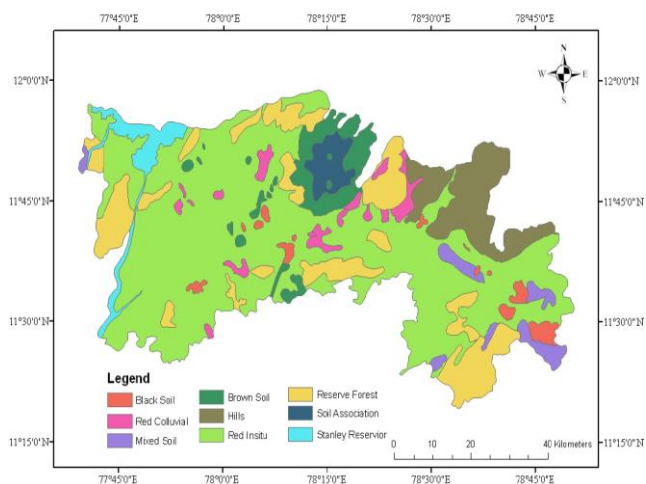 77°45'0"E 78°0'0"E 78°15'0"E 78°30'0"E 78°45'0"E
N
W E
S
12°0'0"N 12°0'0"N
11°45'0"N 11°45'0"N
11°30'0"N 11°30'0"N
11°15'0"N 11°15'0"N
Legend
Black Soil Brown Soil Reserve Forest
Red Colluvial Hills Soil Association
Mixed Soil Red Insitu Stanley Reservior
0 10 20 40 Kilometers
77°45'0"E 78°0'0"E 78°15'0"E 78°30'0"E 78°45'0"E